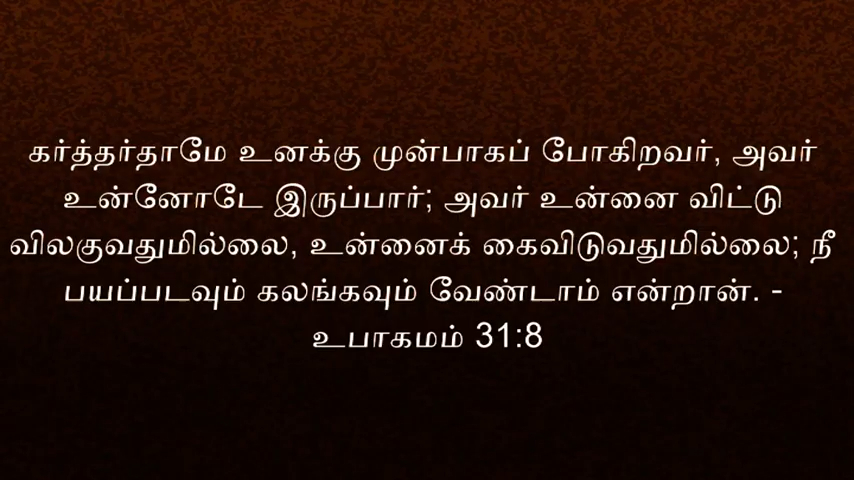 கர்த்தர்தாமே உனக்கு முன்பாகப் போகிறவர், அவர்
உன்னோடே இருப்பார்; அவர் உன்னை விட்டு
விலகுவதுமில்லை, உன்னைக் கைவிடுவதுமில்லை; நீ
பயப்படவும் கலங்கவும் வேண்டாம் என்றான். -
உபாகமம் 31:8